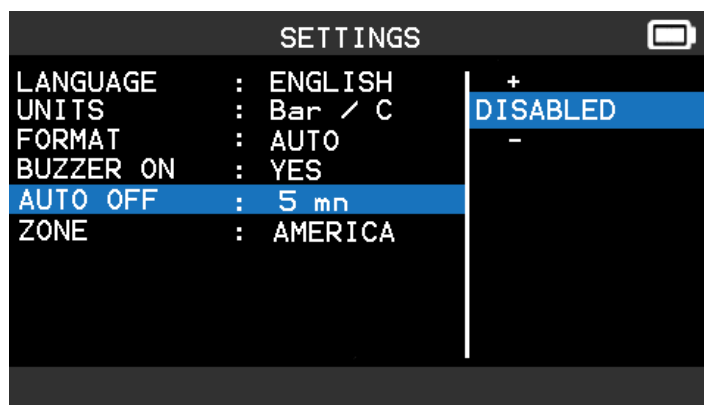 SETTINGS
LANGUAGE : ENGLISH
UNITS : Bar / C
FORMAT : AUTO
BUZZER ON : YES
AUTO OFF : 5 mn
ZONE : AMERICA
+
DISABLED
-